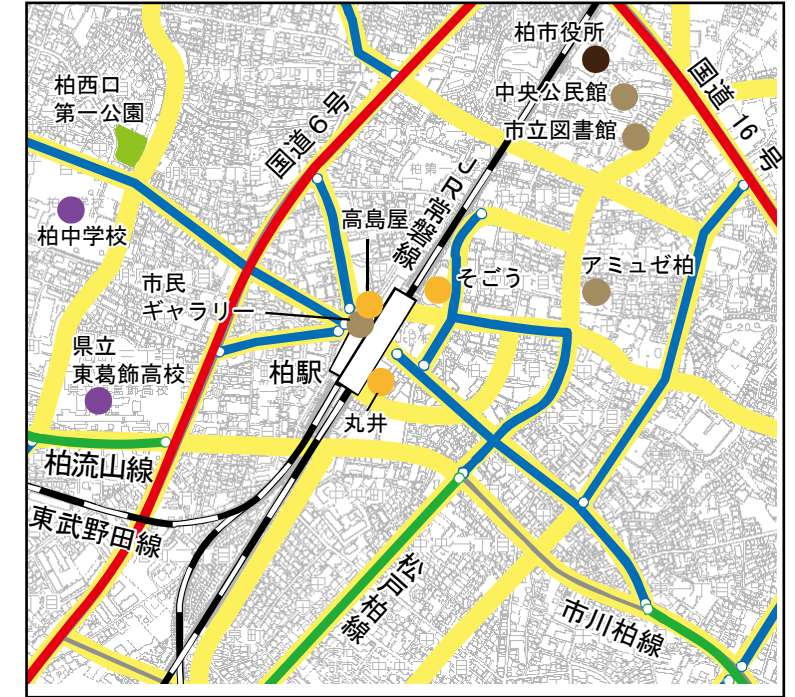 柏市役所
柏西口
第一公園
中央公民館
市立図書館
国道 16 号
国道6号
JR常磐線
柏中学校
高島屋
そごう
アミュゼ柏
市民
ギャラリー
県立
東葛飾高校
柏駅
丸井
柏流山線
東武野田線
松戸柏線
市川柏線